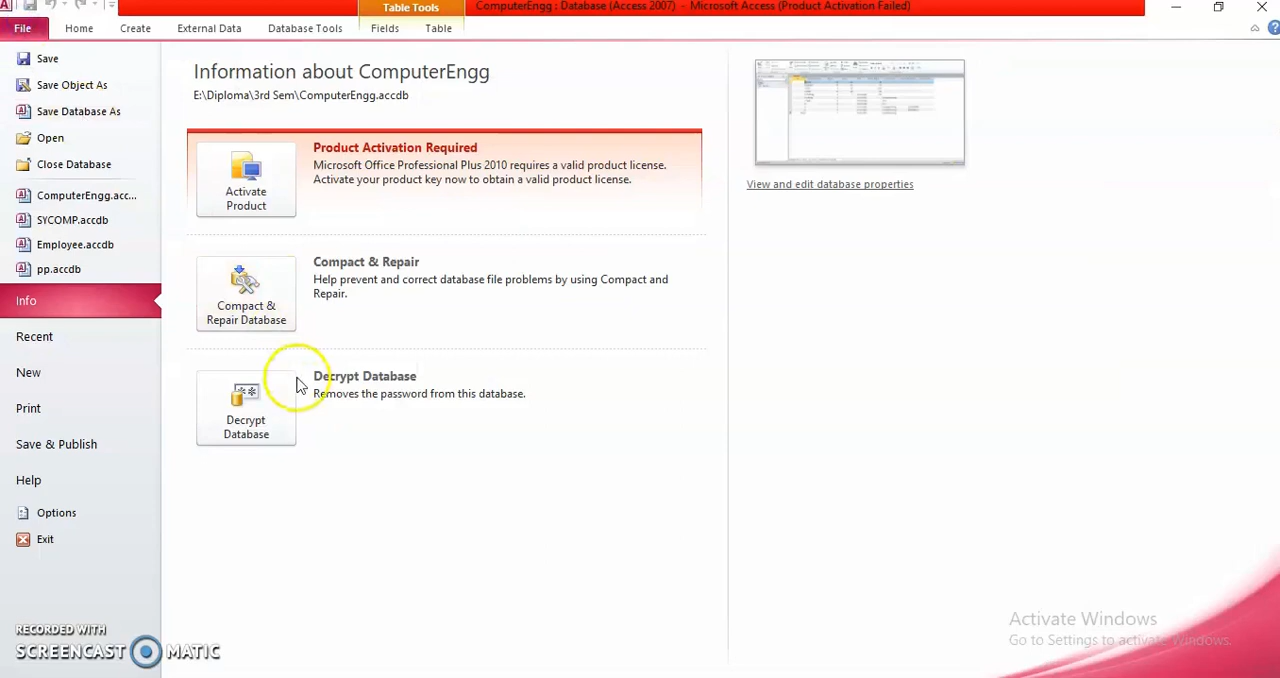 Table Tools
ComputerEngg : Database (Access 2007) - Microsoft Access (Product Activation Failed)
File Home Create External Data Database Tools Fields Table
Save
Save Object As
Save Database As
Open
Close Database
ComputerEngg.acc...
SYCOMP.accdb
Employee.accdb
pp.accdb
Info
Recent
New
Print
Save & Publish
Help
Options
Exit
Information about ComputerEngg
E:\Diploma\3rd Sem\ComputerEngg.accdb
Activate
Product
Product Activation Required
Microsoft Office Professional Plus 2010 requires a valid product license.
Activate your product key now to obtain a valid product license.
Compact &
Repair Database
Compact & Repair
Help prevent and correct database file problems by using Compact and
Repair.
Decrypt
Database
Decrypt Database
Removes the password from this database.
View and edit database properties
Activate Windows
Go to Settings to activate Windows.
RECORDED WITH
SCREENCAST MATIC